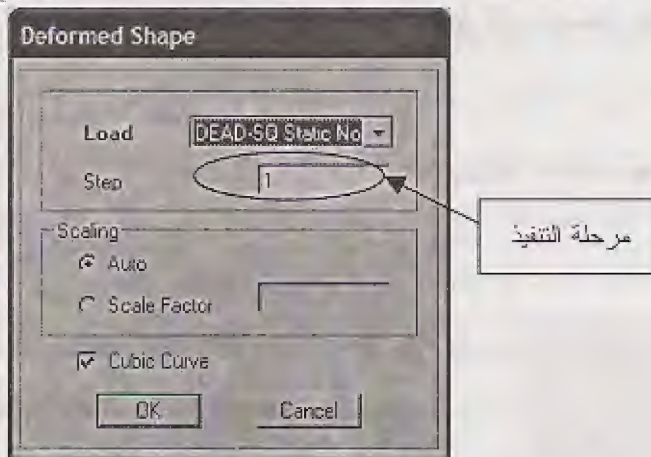 Deformed Shape
Load DEAD-SQ Static No
Step 1
Scaling
Auto
Scale Factor
Cubic Curve
OK Cancel
مرحلة التنفيذ